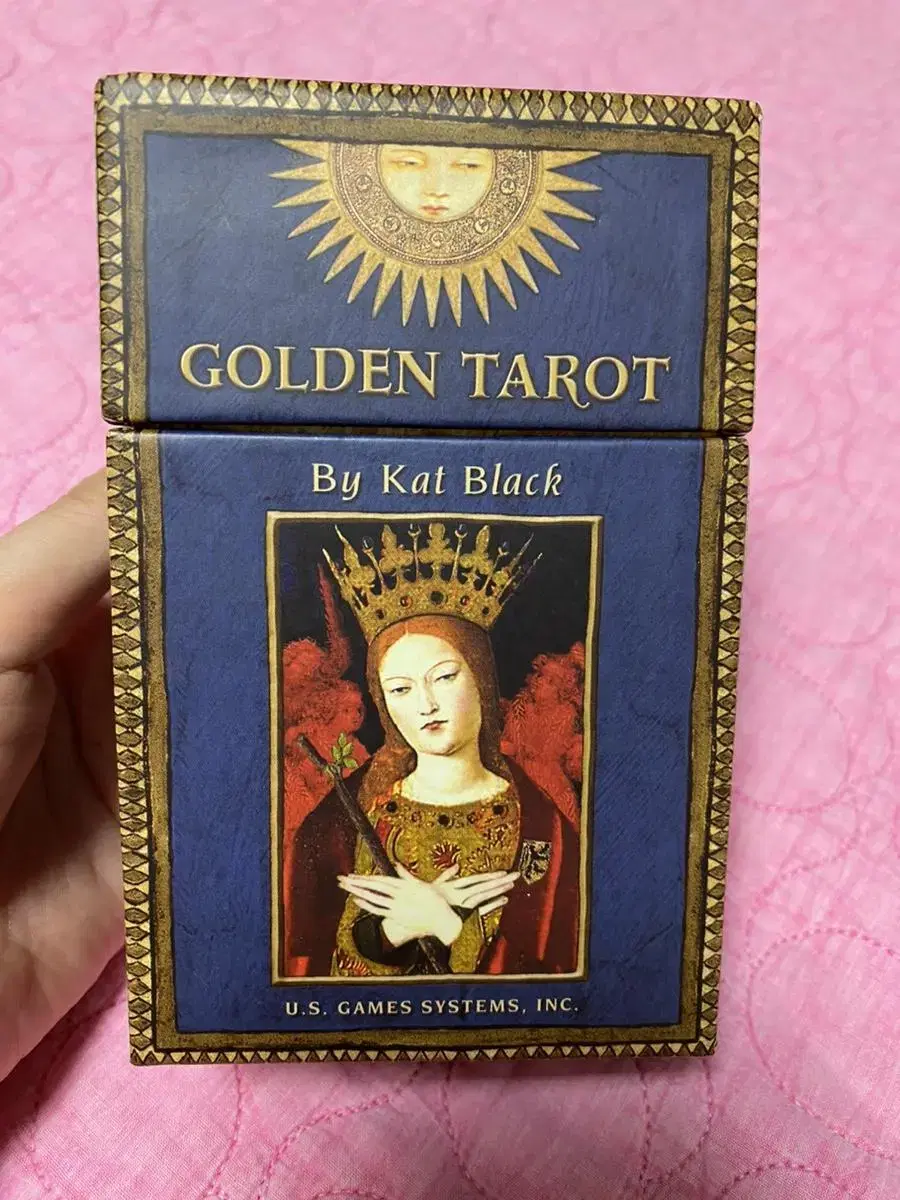 GOLDEN TAROT
By Kat Black
U.S. GAMES SYSTEMS, INC.